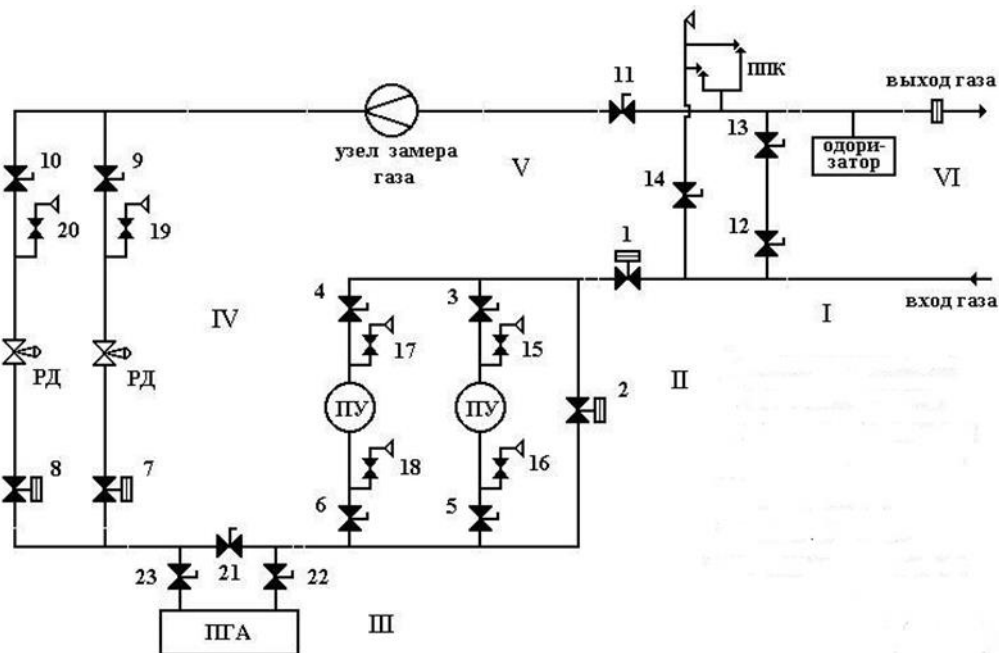 11
ППК
выход газа
узел замера
газа
V
13
одори-
затор
VI
10
9
14
20
19
12
1
4
3
IV
I
вход газа
17
15
РД
РД
II
2
ПУ
ПУ
18
16
8
7
6
5
23
21
22
III
ПГА